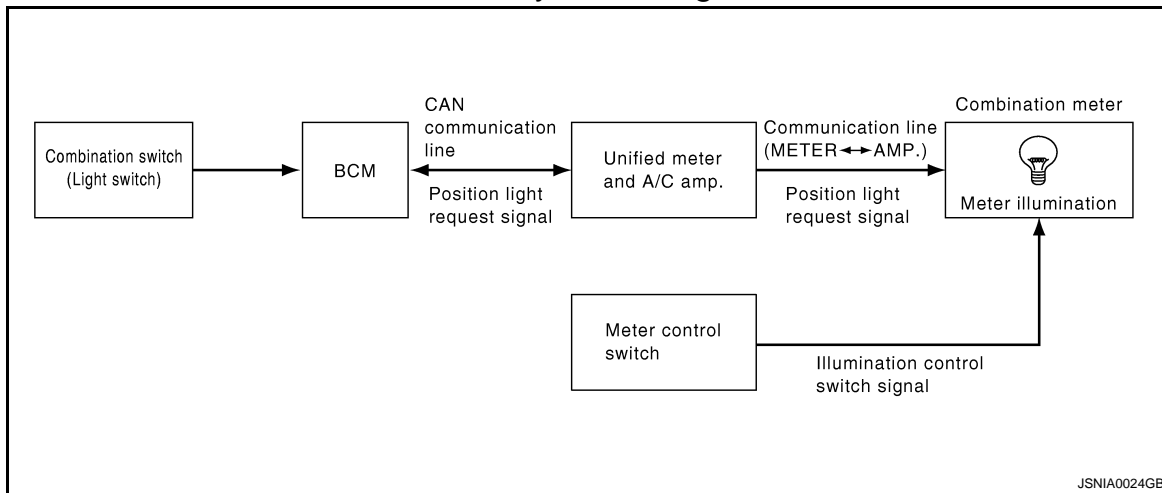 CAN
communication
line
Communication line
(METER↔AMP.)
Combination meter
Combination switch
(Light switch)
BCM
Unified meter
and A/C amp.
Meter illumination
Position light
request signal
Position light
request signal
Meter control
switch
Illumination control
switch signal
JSNIA0024GB